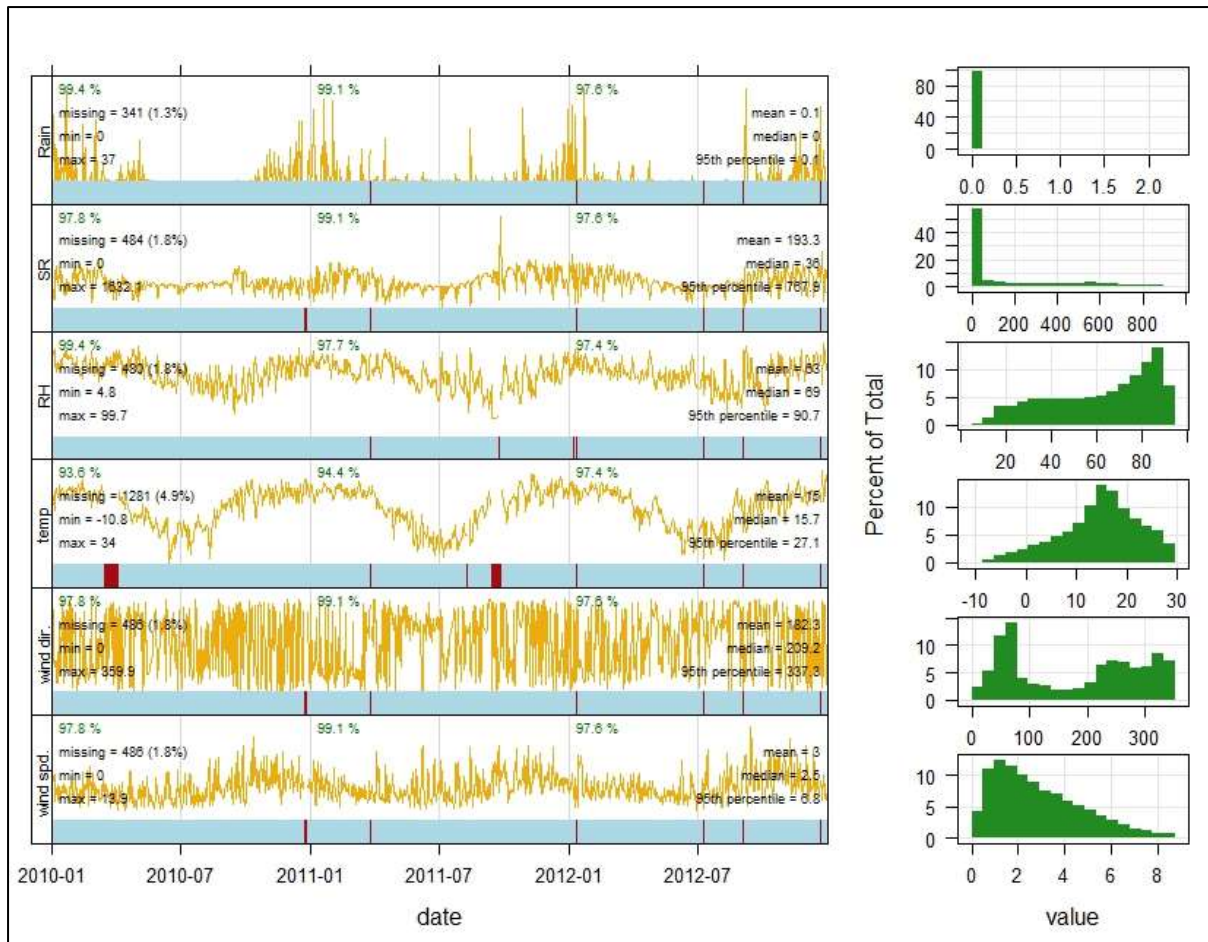 Rain
99.4 % 99.1 % 97.6 %
missing = 341 (1.3%) mean = 0.1
min = 0 median = 0
max = 37 95th percentile = 0.1
SR
97.8 % 99.1 % 97.6 %
missing = 484 (1.8%) mean = 193.3
min = 0 median = 36
max = 1632.1 95th percentile = 767.9
RH
99.4 % 97.7 % 97.4 %
missing = 480 (1.8%) mean = 63
min = 4.8 median = 69
max = 99.7 95th percentile = 90.7
temp
93.6 % 94.4 % 97.4 %
missing = 1281 (4.9%) mean = 15
min = -10.8 median = 15.7
max = 34 95th percentile = 27.1
wind dir.
97.8 % 99.1 % 97.6 %
missing = 486 (1.8%) mean = 182.3
min = 0 median = 209.2
max = 359.9 95th percentile = 337.3
wind spd.
97.8 % 99.1 % 97.6 %
missing = 486 (1.8%) mean = 3
min = 0 median = 2.5
max = 13.9 95th percentile = 6.8
2010-01 2010-07 2011-01 2011-07 2012-01 2012-07
date
Percent of Total
80
40
0
0.0 0.5 1.0 1.5 2.0
40
20
0
0 200 400 600 800
10
5
0
20 40 60 80
10
5
0
-10 0 10 20 30
10
5
0
0 100 200 300
10
5
0
0 2 4 6 8
value